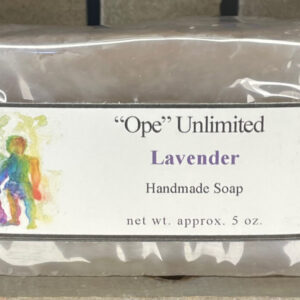 “Ope” Unlimited
Lavender
Handmade Soap
net wt. approx. 5 oz.